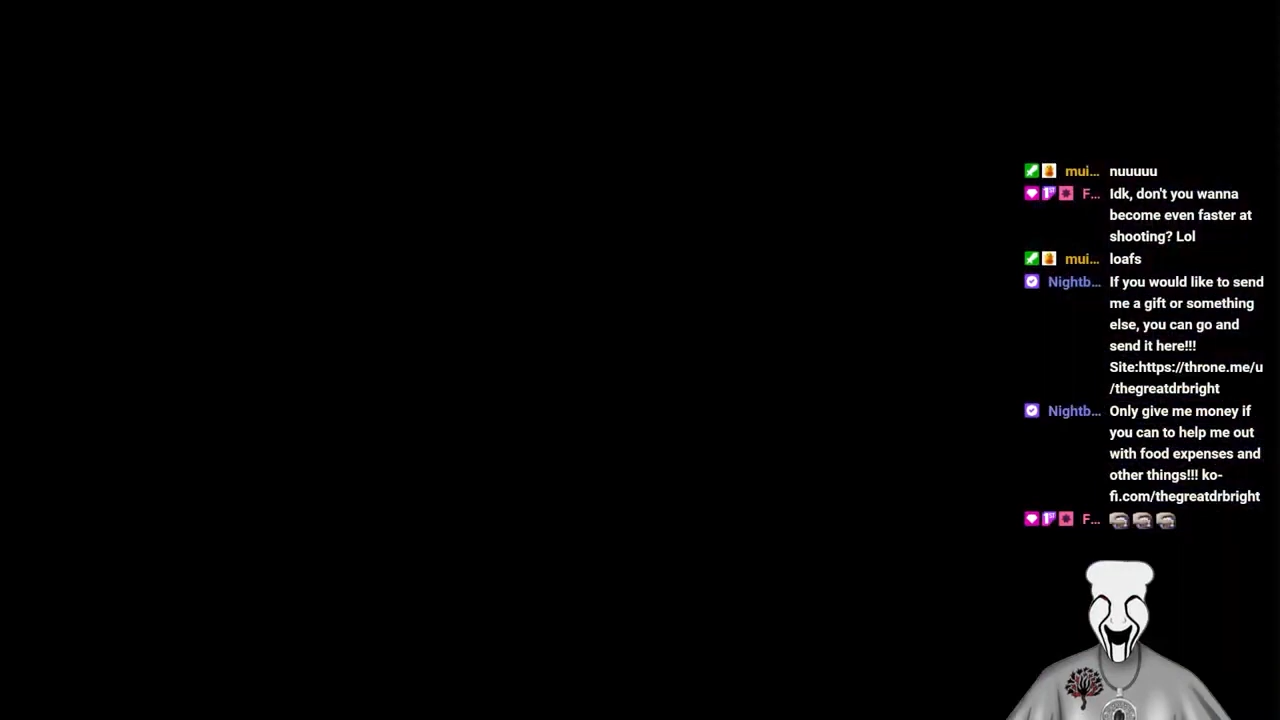 mui... nuuuuu
F... Idk, don't you wanna
become even faster at
shooting? Lol
mui... loafs
Nightb... If you would like to send
me a gift or something
else, you can go and
send it here!!!
Site:https://throne.me/u
/thegreatdrbright
Nightb... Only give me money if
you can to help me out
with food expenses and
other things!!! ko-
fi.com/thegreatdrbright
F...